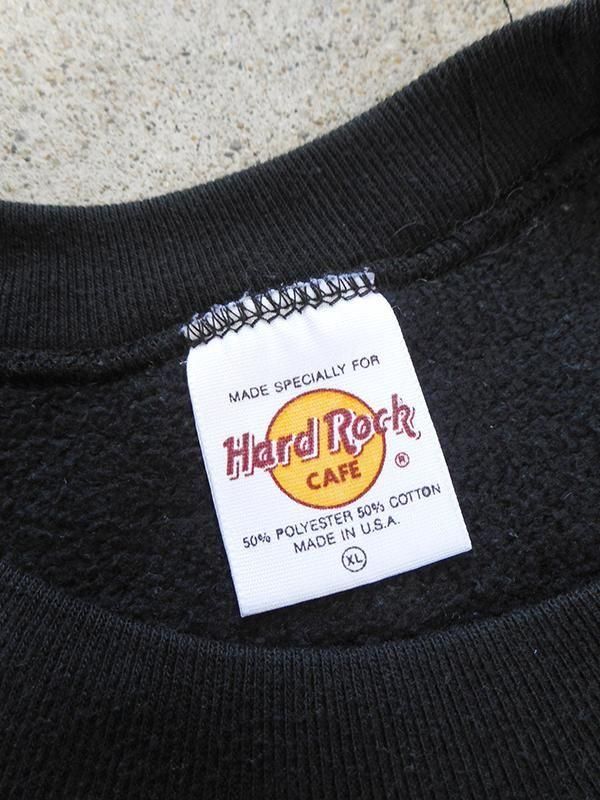 MADE SPECIALLY FOR
Hard Rock
CAFE
®
50% POLYESTER 50% COTTON
MADE IN U.S.A.
XL